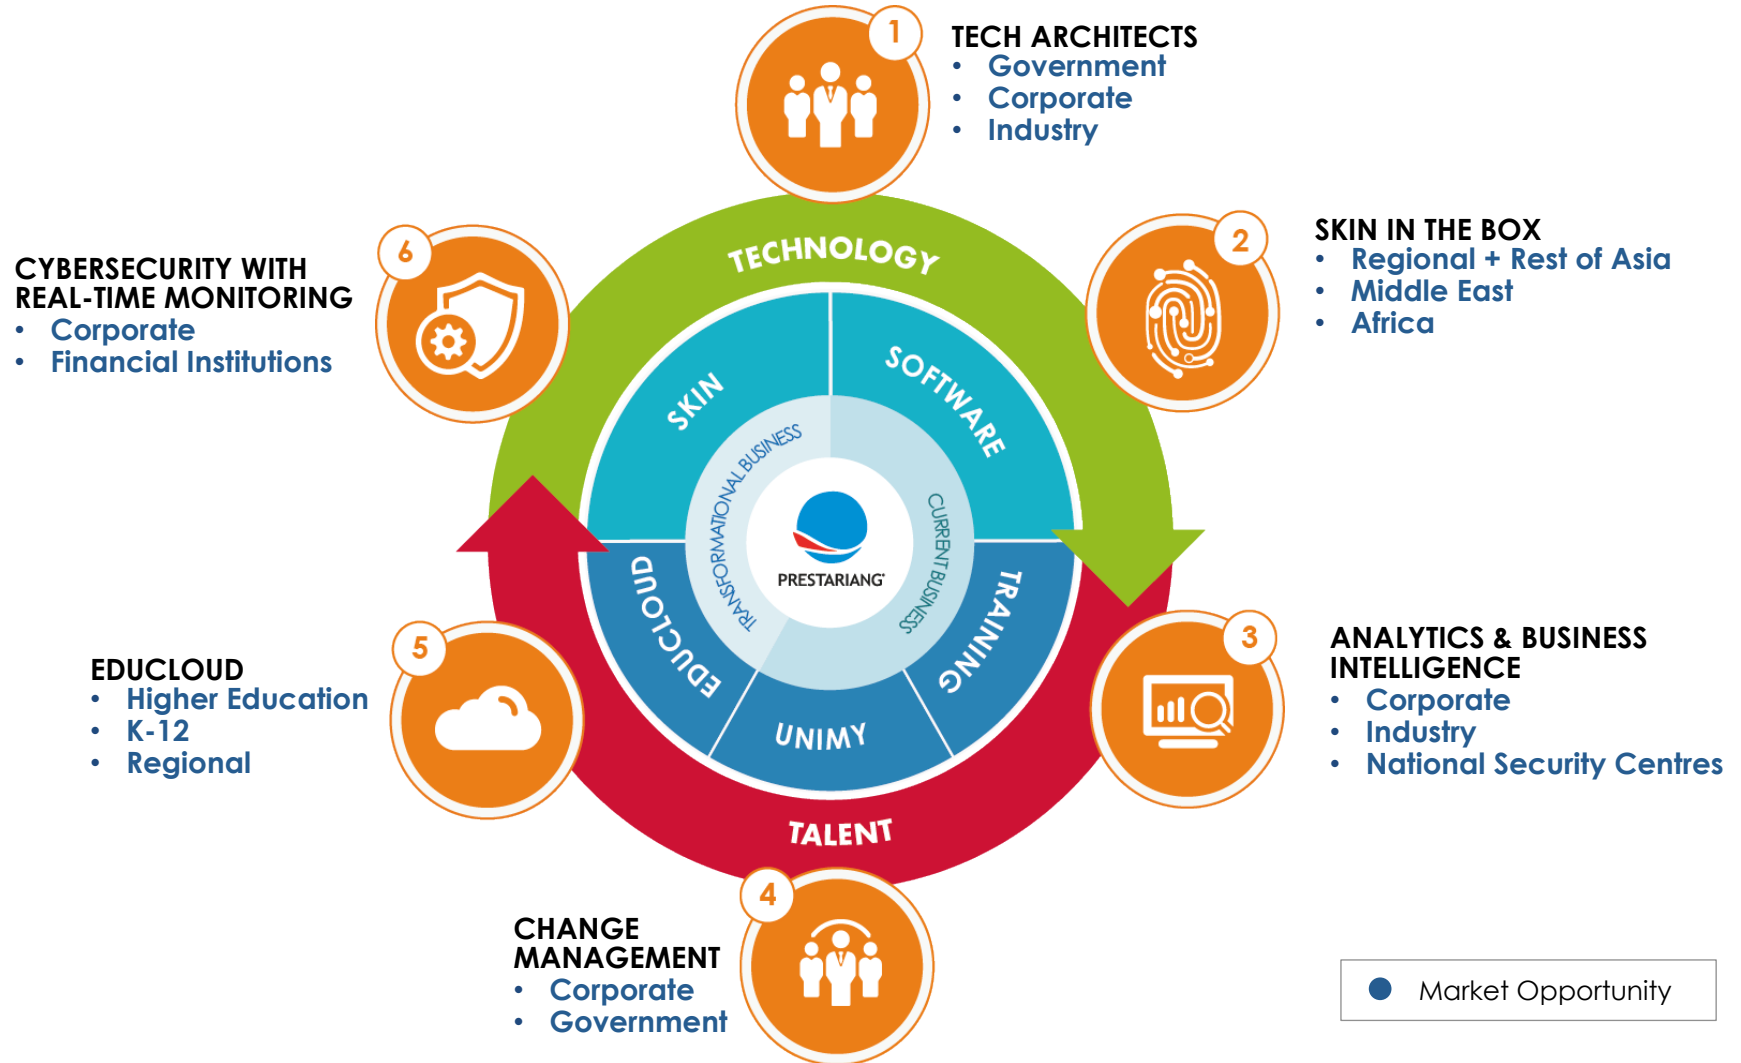 1
TECH ARCHITECTS
• Government
• Corporate
• Industry
2
SKIN IN THE BOX
• Regional + Rest of Asia
• Middle East
• Africa
3
ANALYTICS & BUSINESS
INTELLIGENCE
• Corporate
• Industry
• National Security Centres
4
CHANGE
MANAGEMENT
• Corporate
• Government
5
EDUCLOUD
• Higher Education
• K-12
• Regional
6
CYBERSECURITY WITH
REAL-TIME MONITORING
• Corporate
• Financial Institutions
TECHNOLOGY
TALENT
SKIN
SOFTWARE
TRAINING
UNIMY
EDUCLOUD
TRANSFORMATIONAL BUSINESS
CURRENT BUSINESS
PRESTARIANG
Market Opportunity